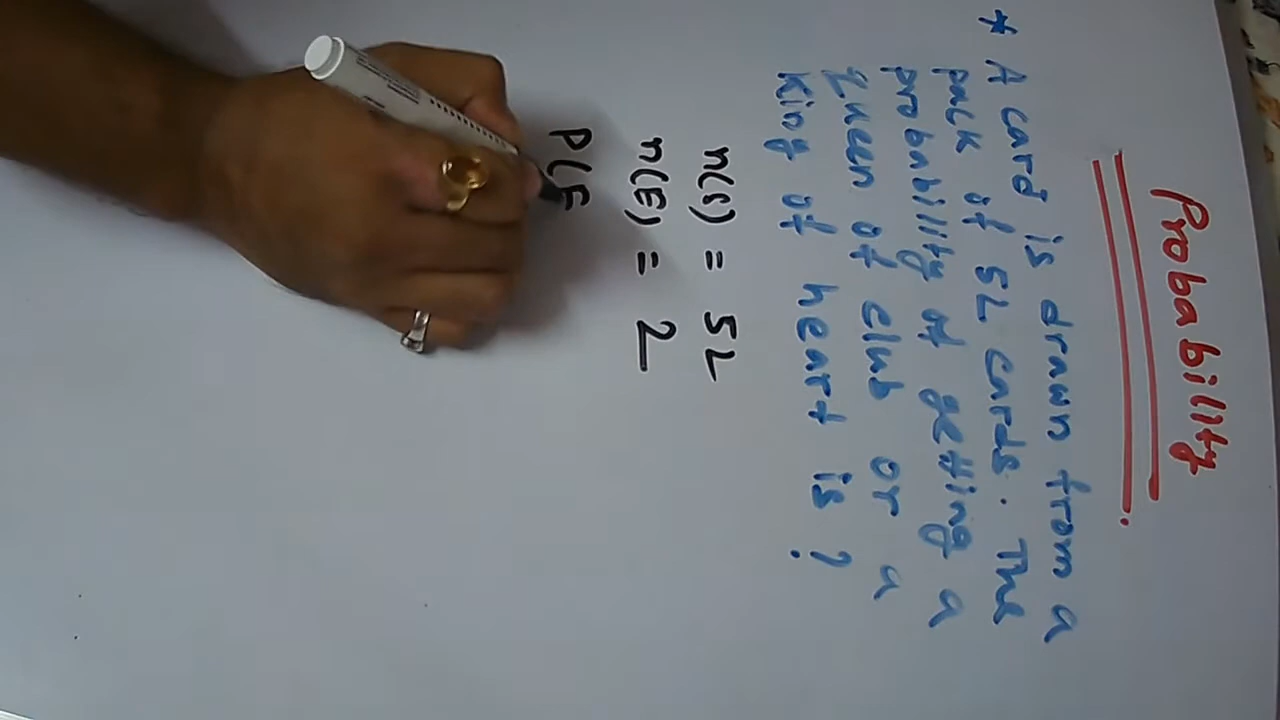 Probability
* A card is drawn from a
pack of 52 cards. The
probability of getting a
Queen of club or a
King of heart is ?
n(S) = 52
n(E) = 2
P(E